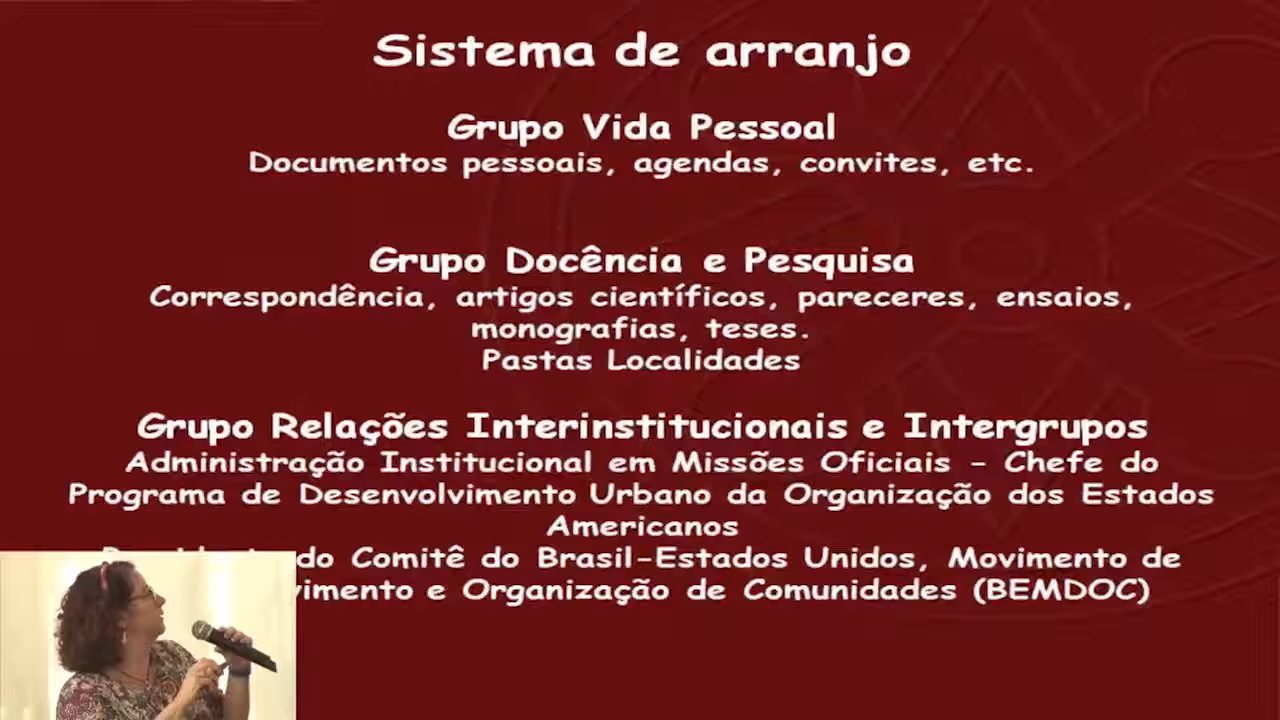 Sistema de arranjo
Grupo Vida Pessoal
Documentos pessoais, agendas, convites, etc.
Grupo Docência e Pesquisa
Correspondência, artigos científicos, pareceres, ensaios,
monografias, teses.
Pastas Localidades
Grupo Relações Interinstitucionais e Intergrupos
Administração Institucional em Missões Oficiais - Chefe do
Programa de Desenvolvimento Urbano da Organização dos Estados
Americanos
do Comitê do Brasil-Estados Unidos, Movimento de
e Organização de Comunidades (BEMDOC)